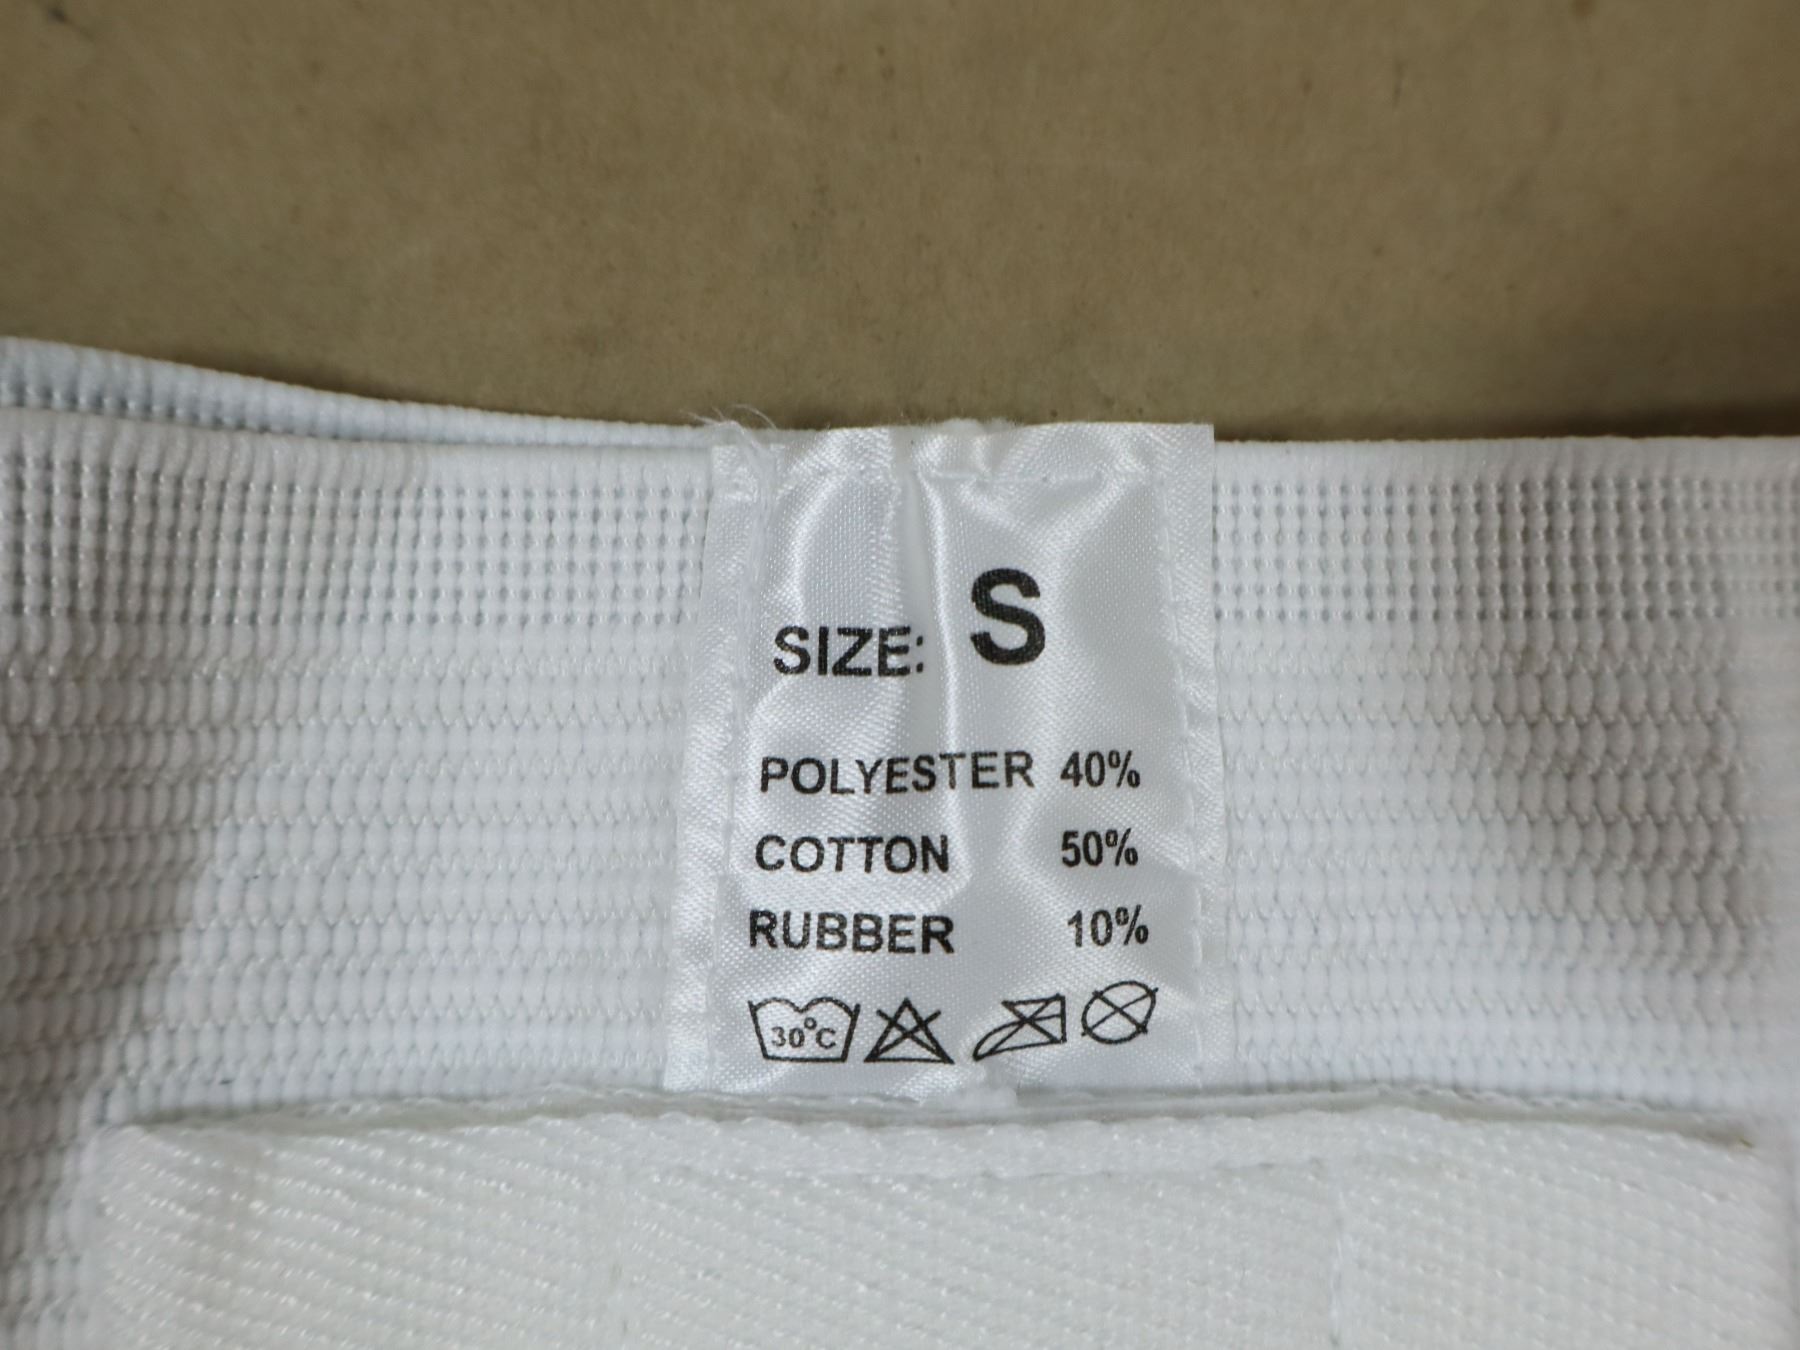 SIZE: S
POLYESTER 40%
COTTON 50%
RUBBER 10%
30°C